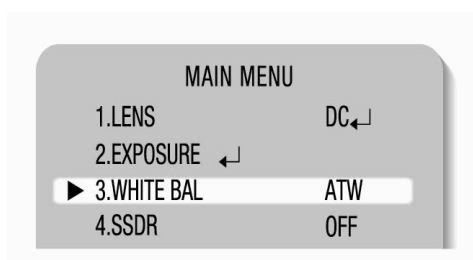 MAIN MENU
1.LENS DC↵
2.EXPOSURE ↵
▶ 3.WHITE BAL ATW
4.SSDR OFF